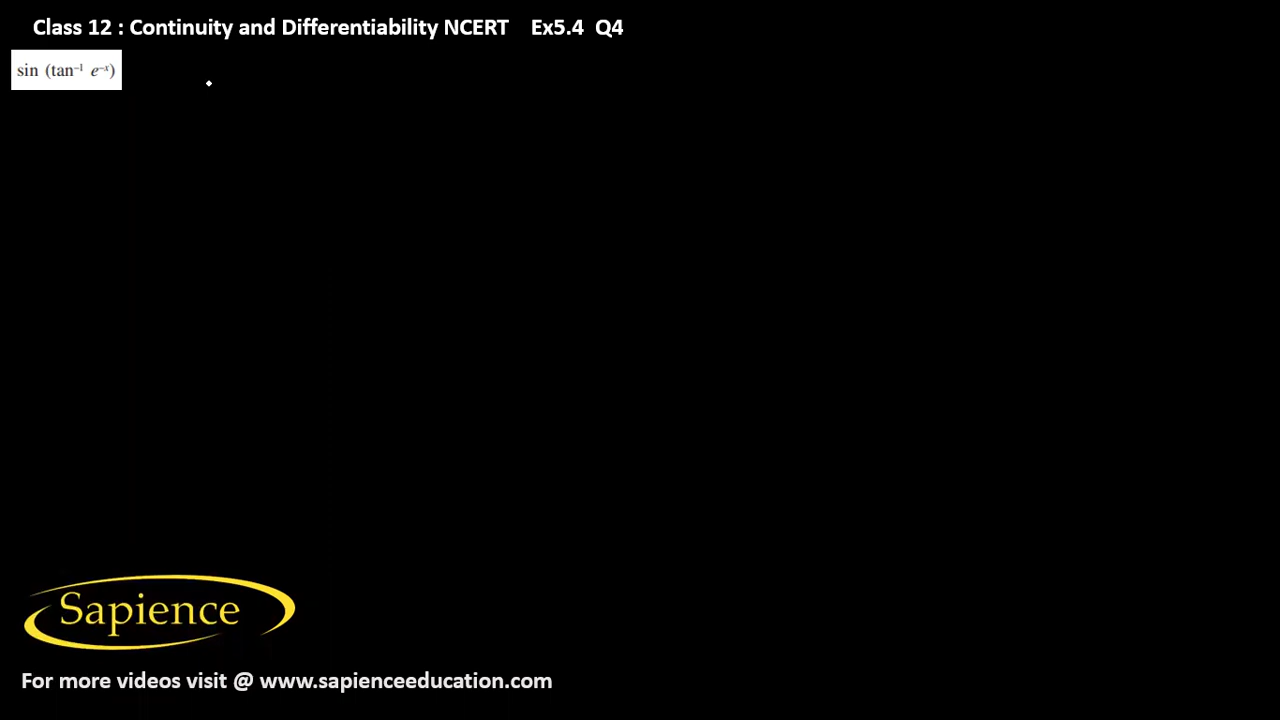 Class 12 : Continuity and Differentiability NCERT Ex5.4 Q4
sin (tan⁻¹ e⁻ˣ)
Sapience
For more videos visit @ www.sapienceeducation.com